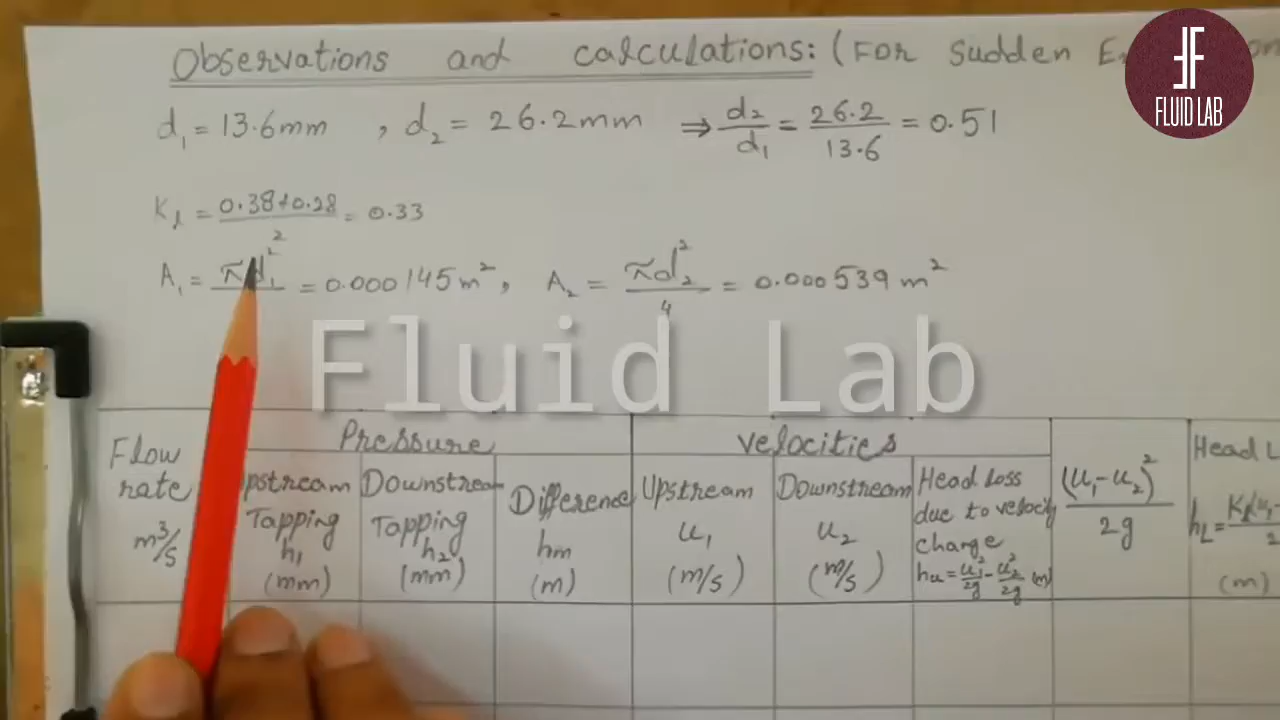 Observations and calculations: (For Sudden
d₁ = 13.6mm , d₂ = 26.2mm ⇒ d₂/d₁ = 26.2/13.6 = 0.51
K_l = 0.38+0.28/2 = 0.33
A₁ = πd₁² = 0.000145 m², A₂ = πd₂²/4 = 0.000539 m²
FLUID LAB
Fluid Lab
Flow rate m³/s
Pressure
Upstream Tapping h₁ (mm)
Downstream Tapping h₂ (mm)
Difference hm (m)
Velocities
Upstream u₁ (m/s)
Downstream u₂ (m/s)
Head Loss due to velocity change hu = u₁²/2g - u₂²/2g (m)
(u₁-u₂)²/2g
Head
(m)